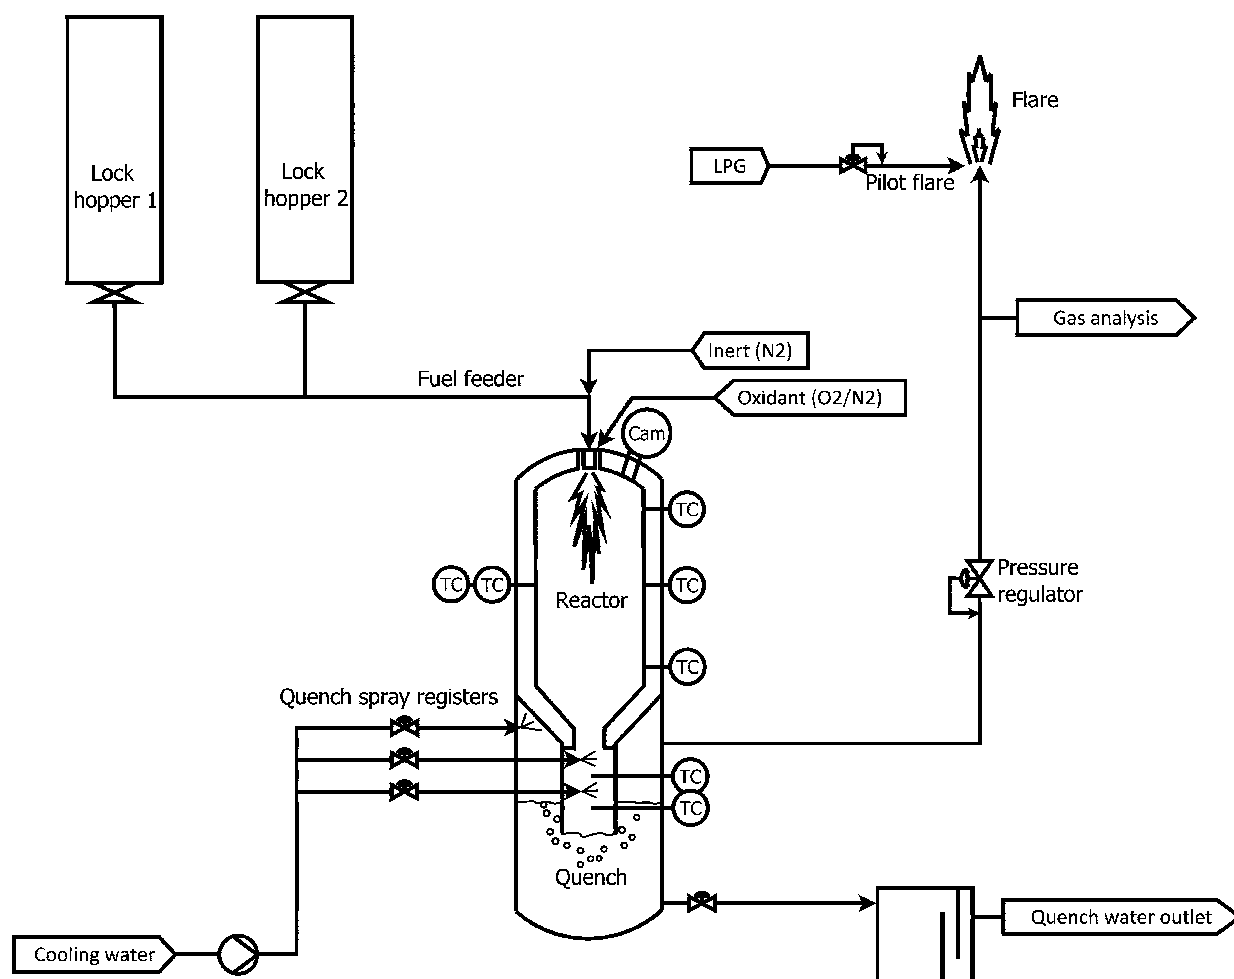 Lock
hopper 1
Lock
hopper 2
Flare
LPG
Pilot flare
Gas analysis
Inert (N2)
Fuel feeder
Oxidant (O2/N2)
Cam
TC
TC
TC
TC
Reactor
Pressure
regulator
TC
Quench spray registers
TC
TC
Quench
Quench water outlet
Cooling water